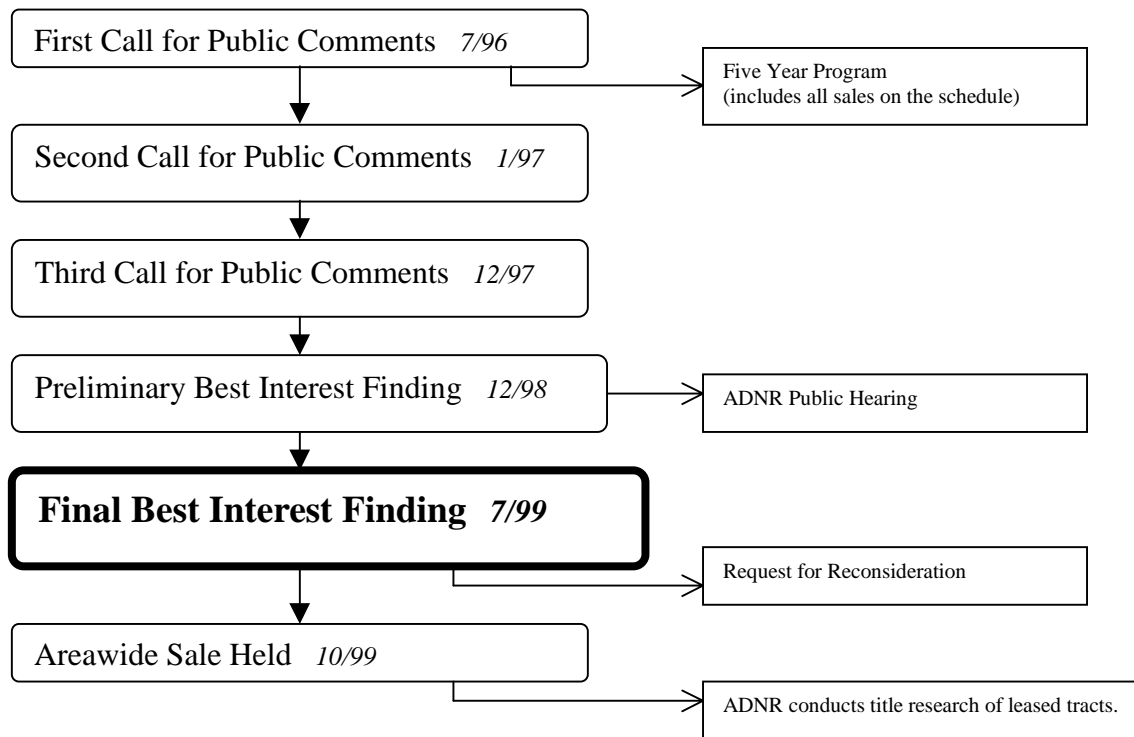 First Call for Public Comments 7/96
Five Year Program
(includes all sales on the schedule)
Second Call for Public Comments 1/97
Third Call for Public Comments 12/97
Preliminary Best Interest Finding 12/98
ADNR Public Hearing
Final Best Interest Finding 7/99
Request for Reconsideration
Areawide Sale Held 10/99
ADNR conducts title research of leased tracts.